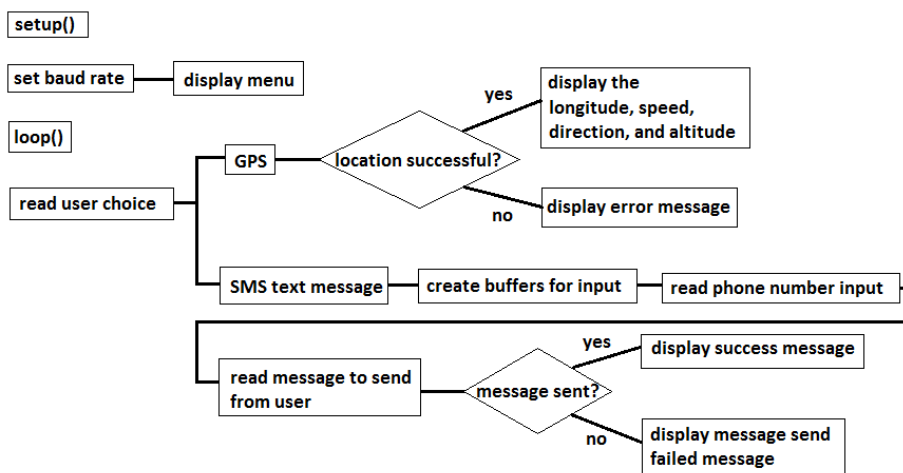 setup()
set baud rate
display menu
loop()
read user choice
GPS
location successful?
yes
display the
longitude, speed,
direction, and altitude
no
display error message
SMS text message
create buffers for input
read phone number input
read message to send
from user
message sent?
yes
display success message
no
display message send
failed message